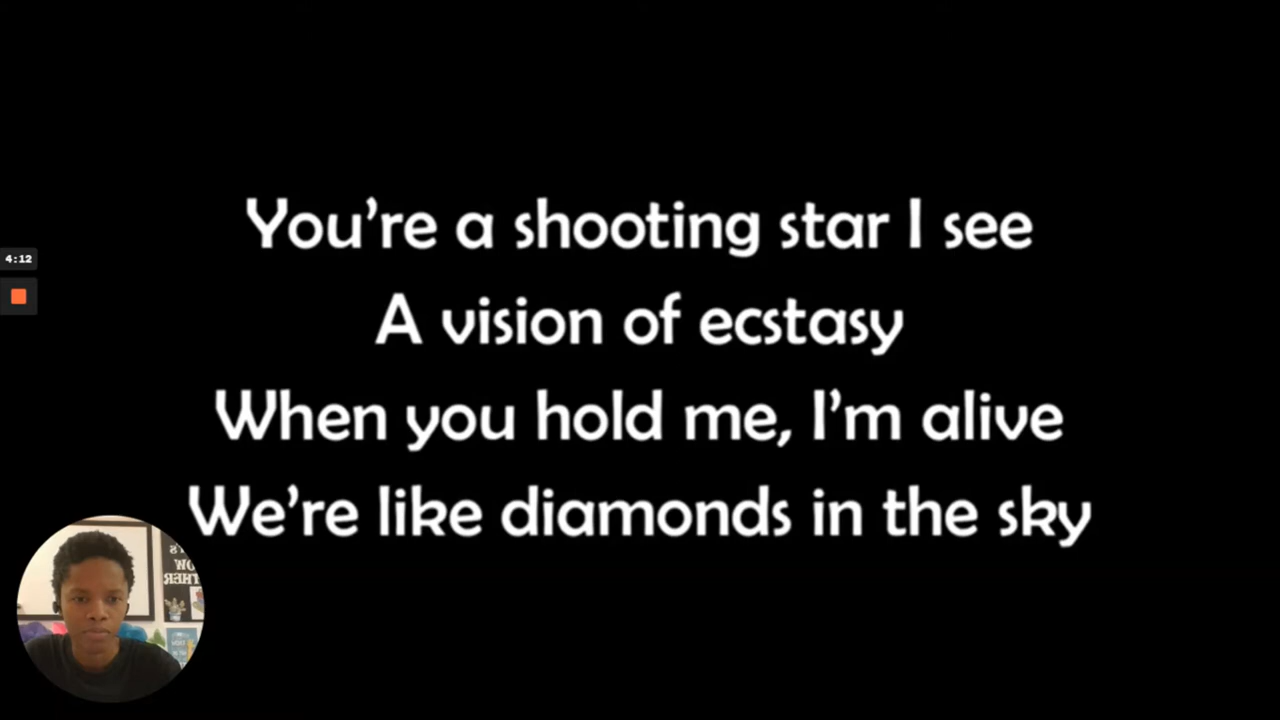 You're a shooting star I see
A vision of ecstasy
4:12
When you hold me, I'm alive
We're like diamonds in the sky